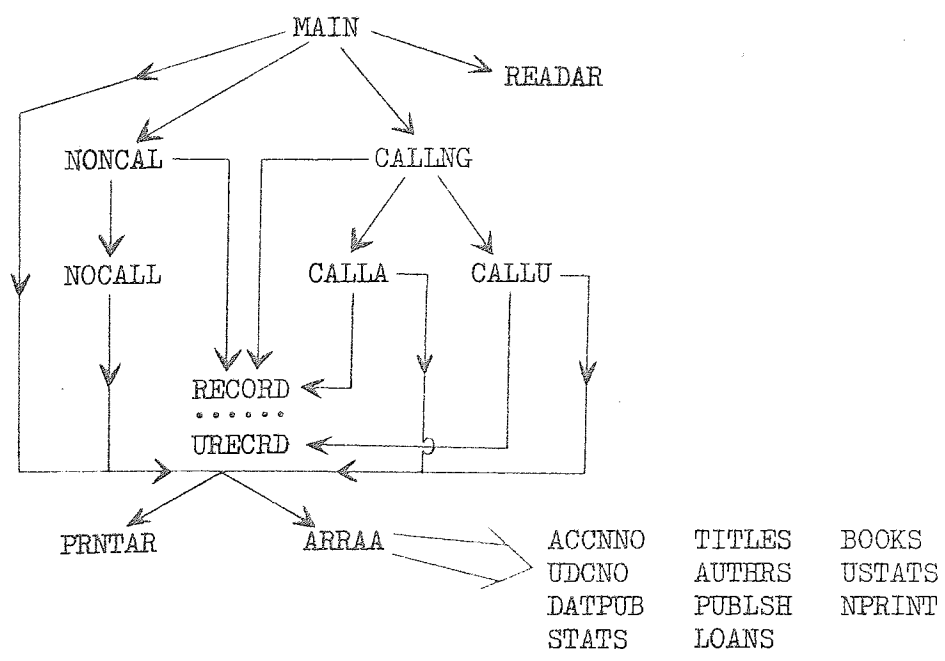 MAIN
READAR
NONCAL CALLNG
NOCALL CALLA CALLU
RECORD
URECRD
PRNTAR ARRAA
ACCNNO TITLES BOOKS
UDCNO AUTHRS USTATS
DATPUB PUBLSH NPRINT
STATS LOANS